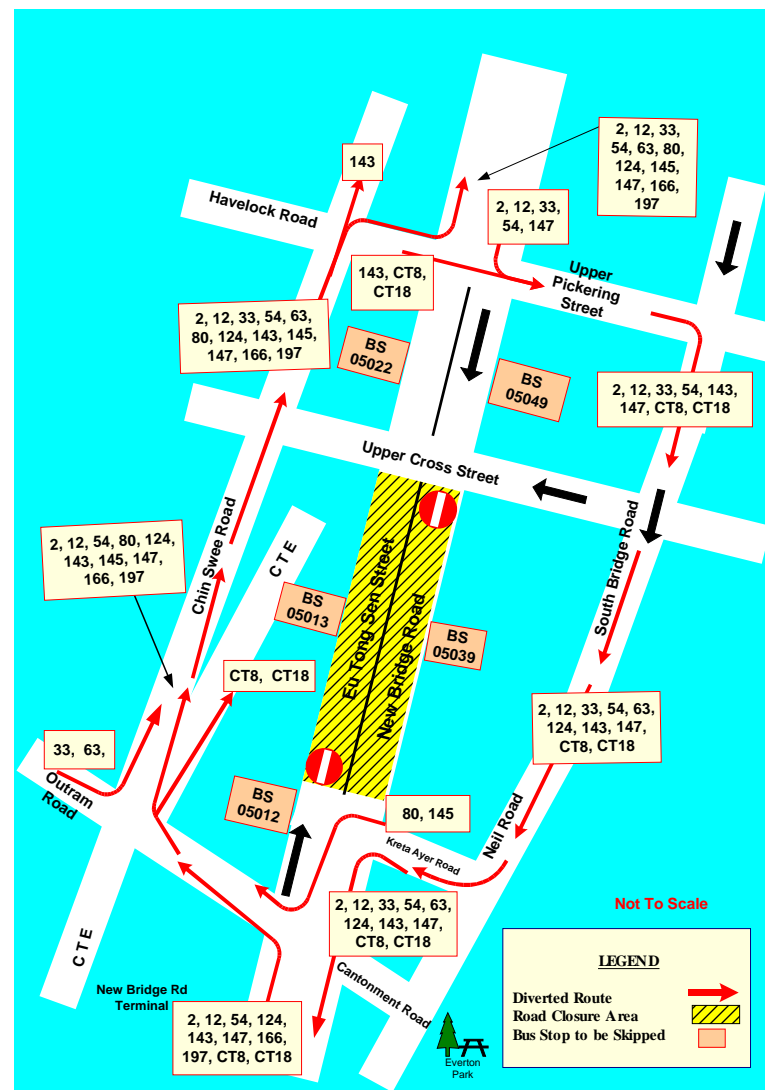 143
2, 12, 33,
54, 63, 80,
124, 145,
147, 166,
197
Havelock Road
2, 12, 33,
54, 147
143, CT8,
CT18
Upper
Pickering
Street
2, 12, 33, 54, 63,
80, 124, 143, 145,
147, 166, 197
BS
05022
BS
05049
2, 12, 33, 54, 143,
147, CT8, CT18
Upper Cross Street
Chin Swee Road
CTE
2, 12, 54, 80, 124,
143, 145, 147,
166, 197
Eu Tong Sen Street
New Bridge Road
South Bridge Road
BS
05013
BS
05039
CT8, CT18
2, 12, 33, 54, 63,
124, 143, 147,
CT8, CT18
33, 63,
Outram
Road
BS
05012
80, 145
Kreta Ayer Road
Neil Road
2, 12, 33, 54, 63,
124, 143, 147,
CT8, CT18
Not To Scale
CTE
New Bridge Rd
Terminal
Cantonment Road
2, 12, 54, 124,
143, 147, 166,
197, CT8, CT18
Everton
Park
LEGEND
Diverted Route
Road Closure Area
Bus Stop to be Skipped